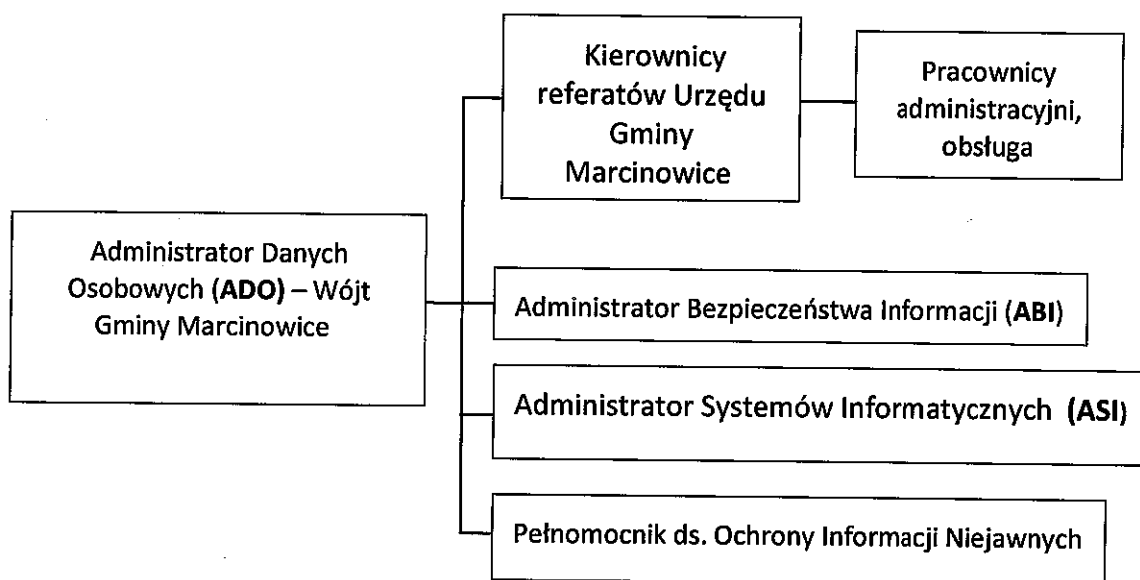 Kierownicy
referatów Urzędu
Gminy
Marcinowice
Pracownicy
administracyjni,
obsługa
Administrator Danych
Osobowych (ADO) – Wójt
Gminy Marcinowice
Administrator Bezpieczeństwa Informacji (ABI)
Administrator Systemów Informatycznych (ASI)
Pełnomocnik ds. Ochrony Informacji Niejawnych